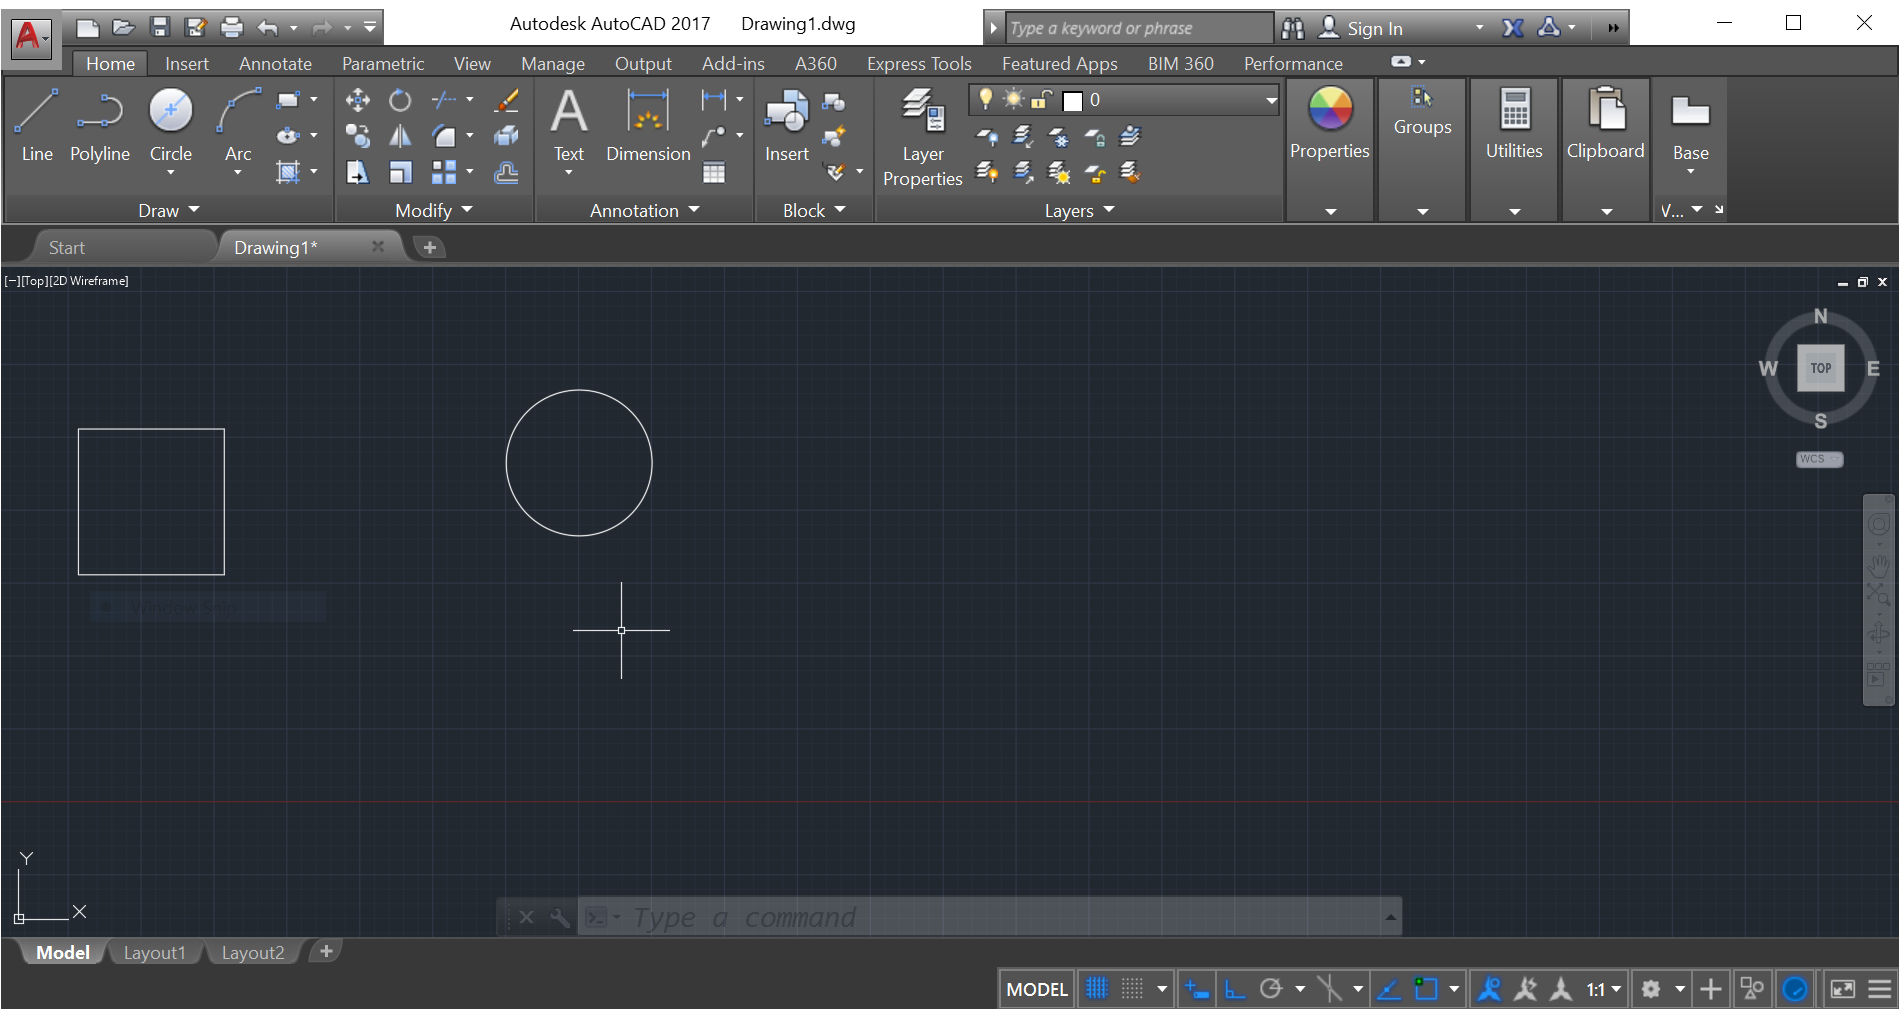 A
Autodesk AutoCAD 2017 Drawing1.dwg
Type a keyword or phrase
Sign In
Home Insert Annotate Parametric View Manage Output Add-ins A360 Express Tools Featured Apps BIM 360 Performance
A
0
Line Polyline Circle Arc
Text Dimension
Insert
Layer
Properties
Properties
Groups
Utilities
Clipboard
Base
Draw
Modify
Annotation
Block
Layers
V...
Start
Drawing1*
[−][Top][2D Wireframe]
N
W TOP E
S
WCS
Window Snip
Y
X
Type a command
Model Layout1 Layout2
MODEL
1:1